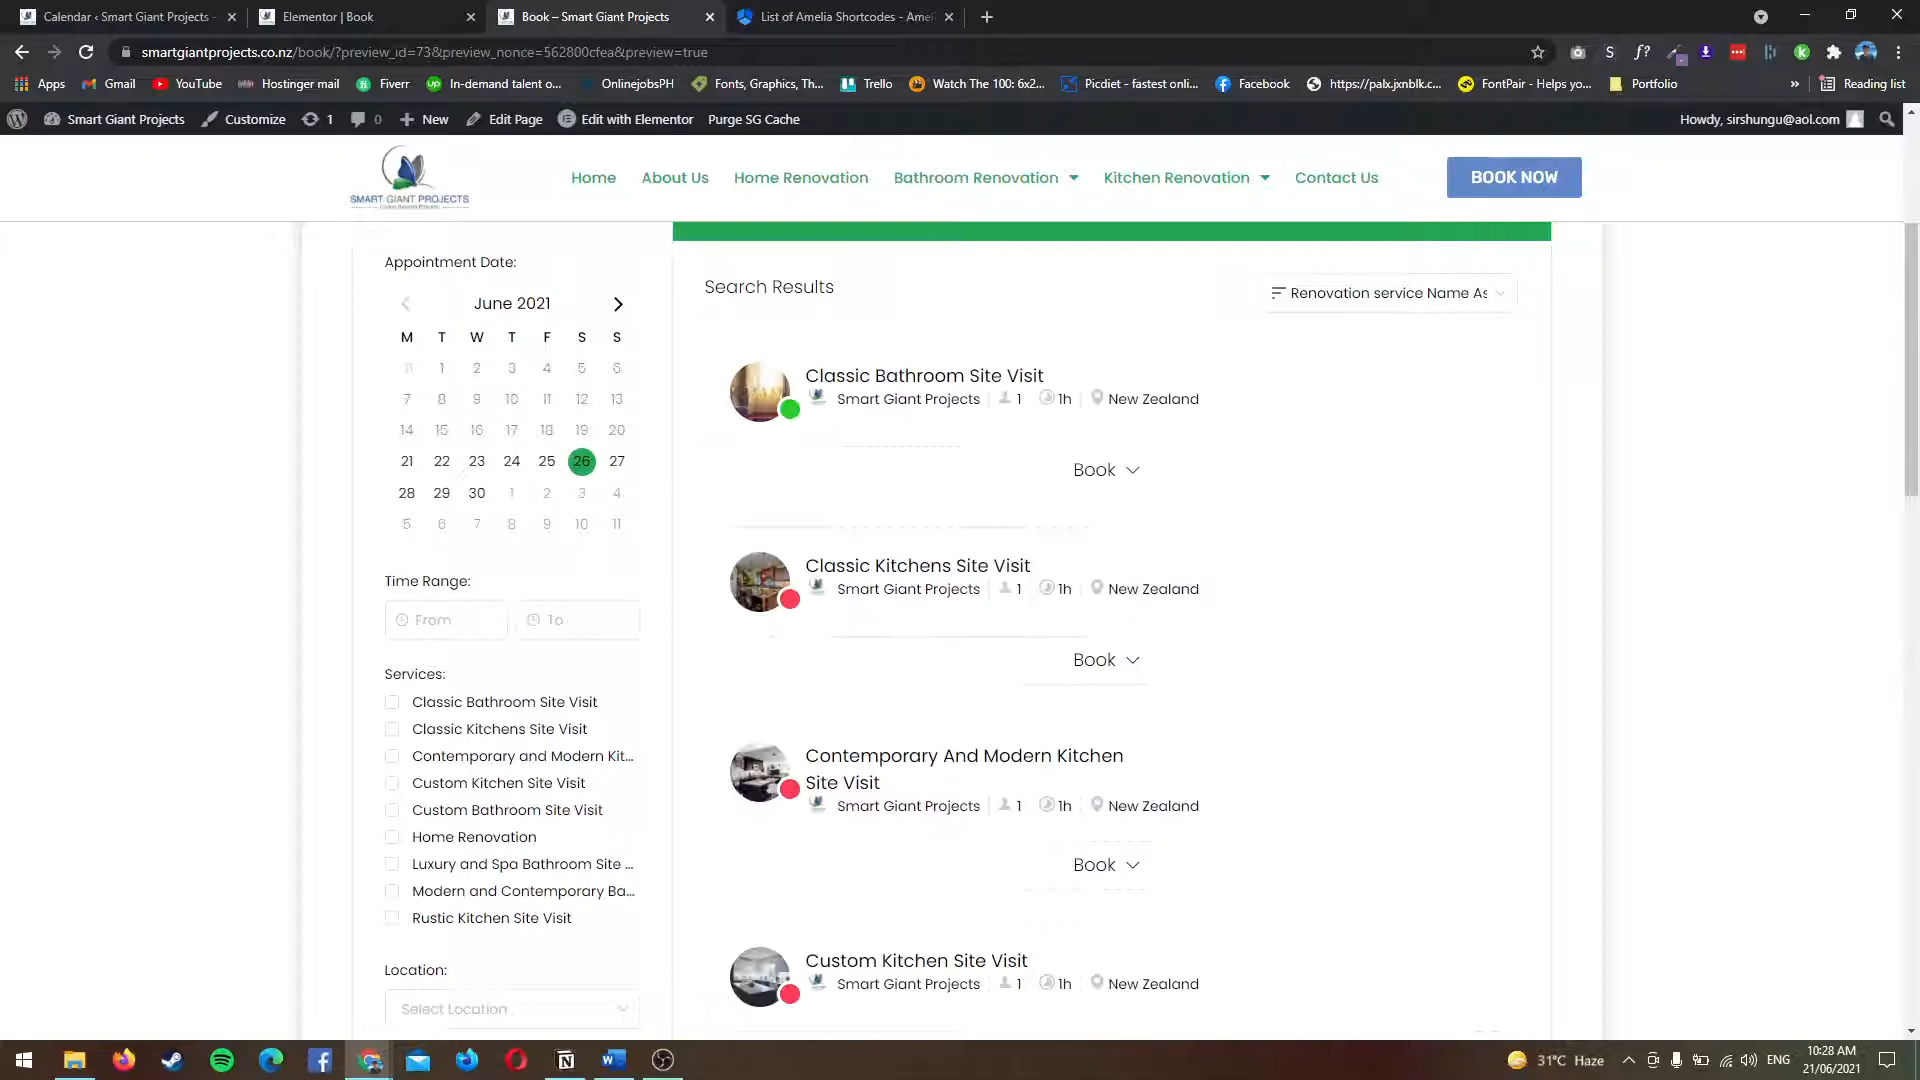 Calendar ‹ Smart Giant Projects -
Elementor | Book
Book – Smart Giant Projects
List of Amelia Shortcodes - Ameli
smartgiantprojects.co.nz/book/?preview_id=73&preview_nonce=562800cfea&preview=true
Apps
Gmail
YouTube
Hostinger mail
Fiverr
In-demand talent o...
OnlinejobsPH
Fonts, Graphics, Th...
Trello
Watch The 100: 6x2...
Picdiet - fastest onli...
Facebook
https://palx.jxnblk.c...
FontPair - Helps yo...
Portfolio
»
Reading list
Smart Giant Projects
Customize
1
0
New
Edit Page
Edit with Elementor
Purge SG Cache
Howdy, sirshungu@aol.com
SMART GIANT PROJECTS
Home
About Us
Home Renovation
Bathroom Renovation
Kitchen Renovation
Contact Us
BOOK NOW
Appointment Date:
June 2021
M T W T F S S
31 1 2 3 4 5 6
7 8 9 10 11 12 13
14 15 16 17 18 19 20
21 22 23 24 25 26 27
28 29 30 1 2 3 4
5 6 7 8 9 10 11
Time Range:
From
To
Services:
Classic Bathroom Site Visit
Classic Kitchens Site Visit
Contemporary and Modern Kit...
Custom Kitchen Site Visit
Custom Bathroom Site Visit
Home Renovation
Luxury and Spa Bathroom Site ...
Modern and Contemporary Ba...
Rustic Kitchen Site Visit
Location:
Select Location
Search Results
Renovation service Name As
Classic Bathroom Site Visit
Smart Giant Projects 1 1h New Zealand
Book
Classic Kitchens Site Visit
Smart Giant Projects 1 1h New Zealand
Book
Contemporary And Modern Kitchen
Site Visit
Smart Giant Projects 1 1h New Zealand
Book
Custom Kitchen Site Visit
Smart Giant Projects 1 1h New Zealand
31°C Haze
ENG
10:28 AM
21/06/2021